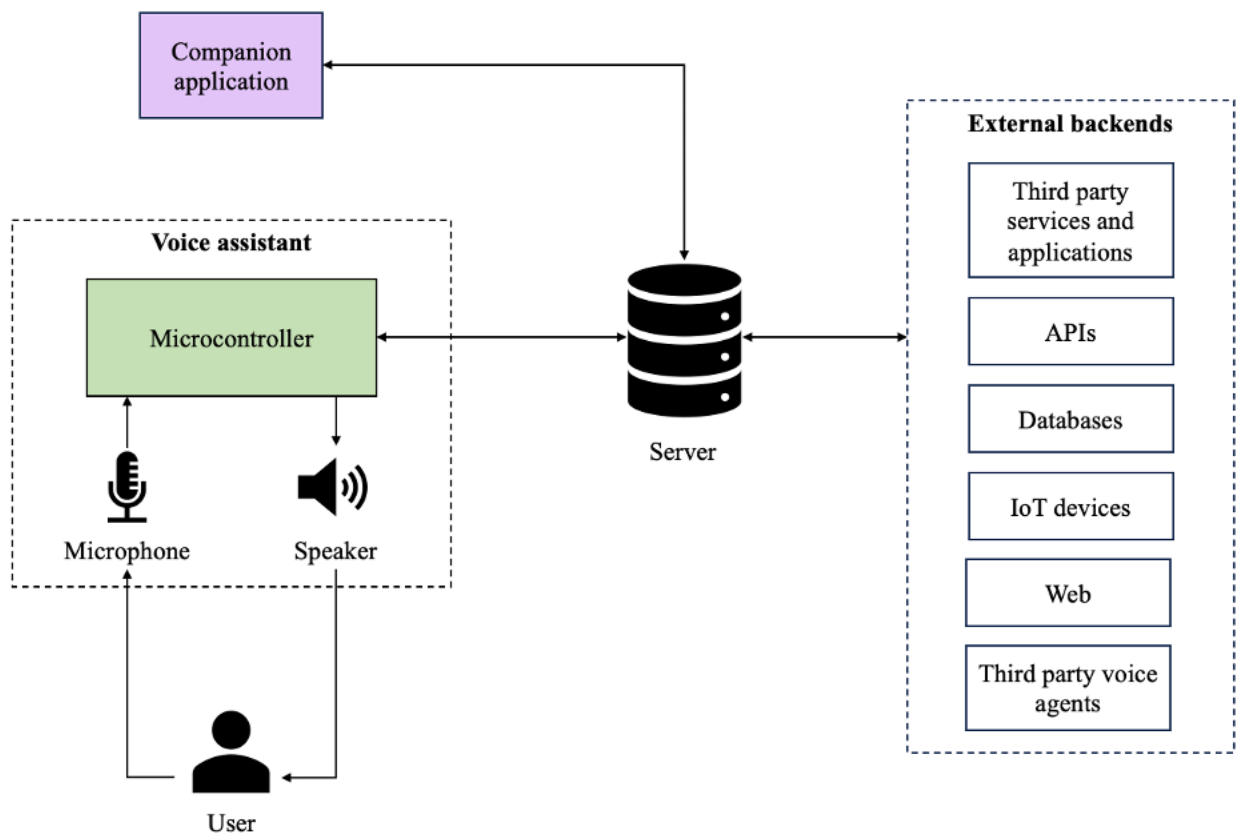 Companion
application
External backends
Third party
services and
applications
Voice assistant
Microcontroller
APIs
Databases
Server
IoT devices
Microphone
Speaker
Web
Third party voice
agents
User